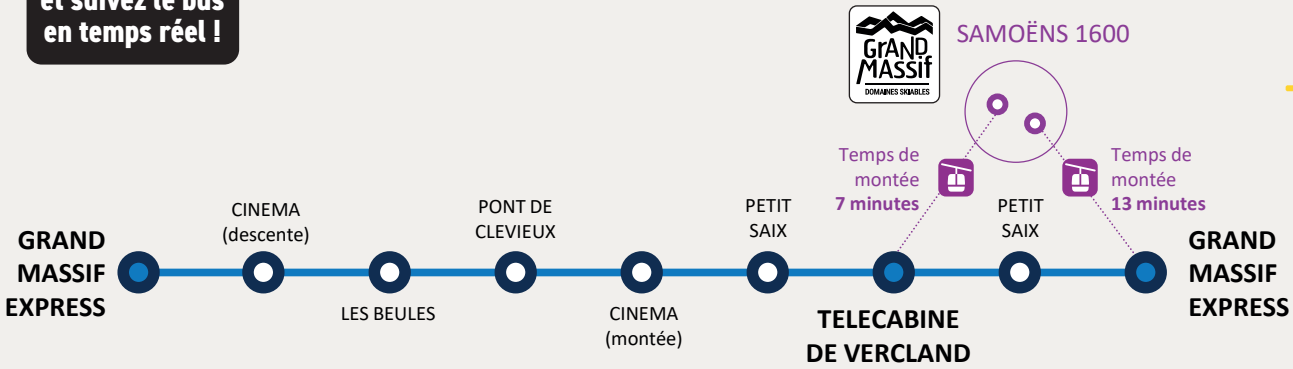 et suivez le bus
en temps réel !
GrAND
MASSif
DOMAINES SKIABLES
SAMOËNS 1600
Temps de
montée
7 minutes
Temps de
montée
13 minutes
GRAND
MASSIF
EXPRESS
CINEMA
(descente)
LES BEULES
PONT DE
CLEVIEUX
CINEMA
(montée)
PETIT
SAIX
TELECABINE
DE VERCLAND
PETIT
SAIX
GRAND
MASSIF
EXPRESS